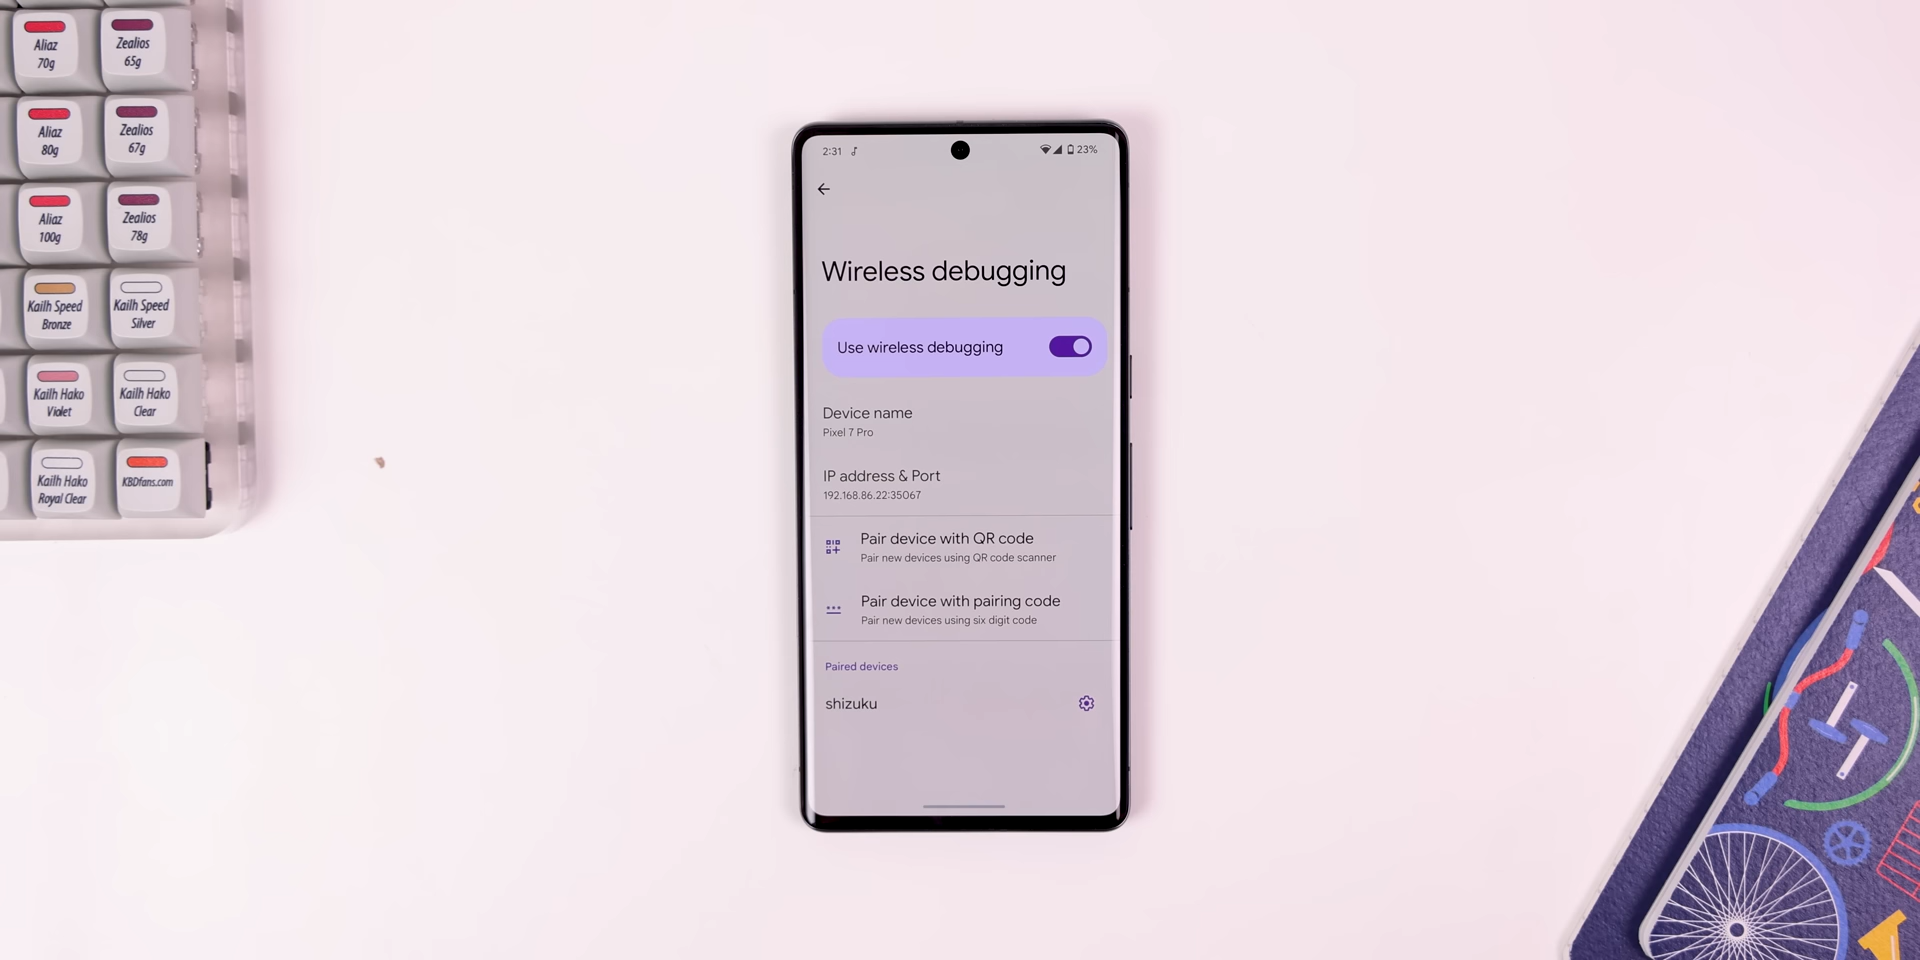 Aliaz
70g
Zealios
65g
Aliaz
80g
Zealios
67g
Aliaz
100g
Zealios
78g
Kailh Speed
Bronze
Kailh Speed
Silver
Kailh Hako
Violet
Kailh Hako
Clear
Kailh Hako
Royal Clear
KBDfans.com
2:31
23%
Wireless debugging
Use wireless debugging
Device name
Pixel 7 Pro
IP address & Port
192.168.86.22:35067
Pair device with QR code
Pair new devices using QR code scanner
Pair device with pairing code
Pair new devices using six digit code
Paired devices
shizuku